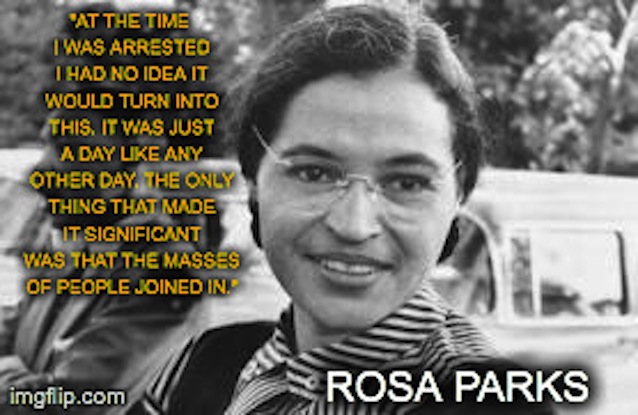 "AT THE TIME
I WAS ARRESTED
I HAD NO IDEA IT
WOULD TURN INTO
THIS. IT WAS JUST
A DAY LIKE ANY
OTHER DAY. THE ONLY
THING THAT MADE
IT SIGNIFICANT
WAS THAT THE MASSES
OF PEOPLE JOINED IN."
ROSA PARKS
imgflip.com